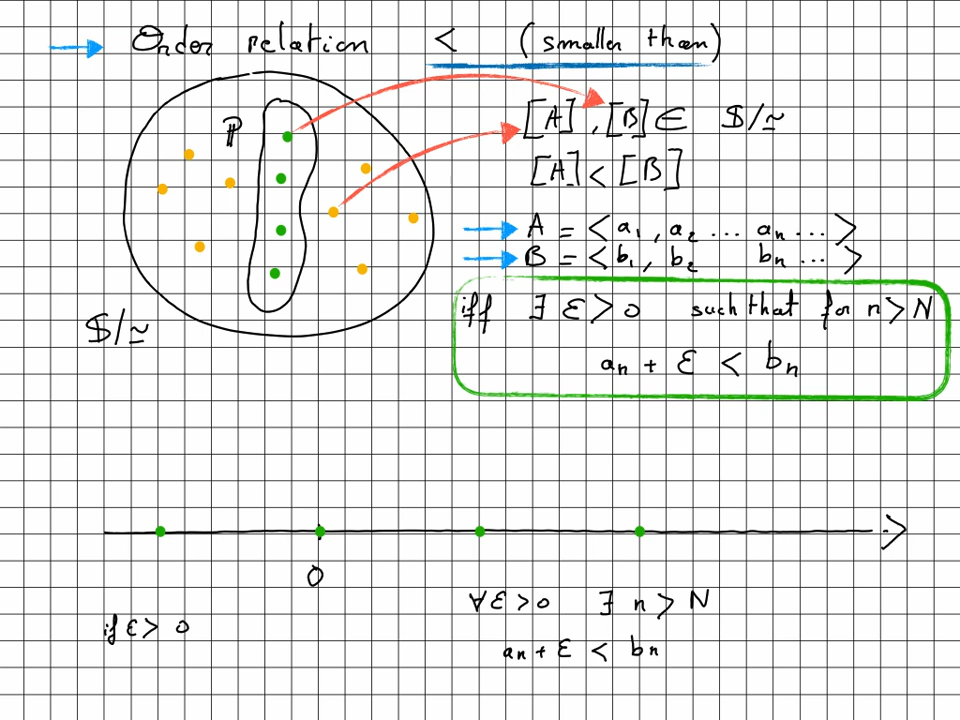 Order relation < (smaller than)
ℙ
[A], [B] ∈ $/≃
[A] < [B]
A = <a₁, a₂ ... aₙ ... >
B = <b₁, b₂ bₙ ... >
$/≃
iff ∃ ε > 0 such that for n > N
aₙ + ε < bₙ
0
if ε > 0
∀ε > 0 ∃ n > N
aₙ + ε < bₙ